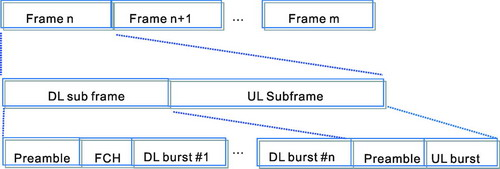 Frame n Frame n+1 ... Frame m
DL sub frame UL Subframe
Preamble FCH DL burst #1 ... DL burst #n Preamble UL burst